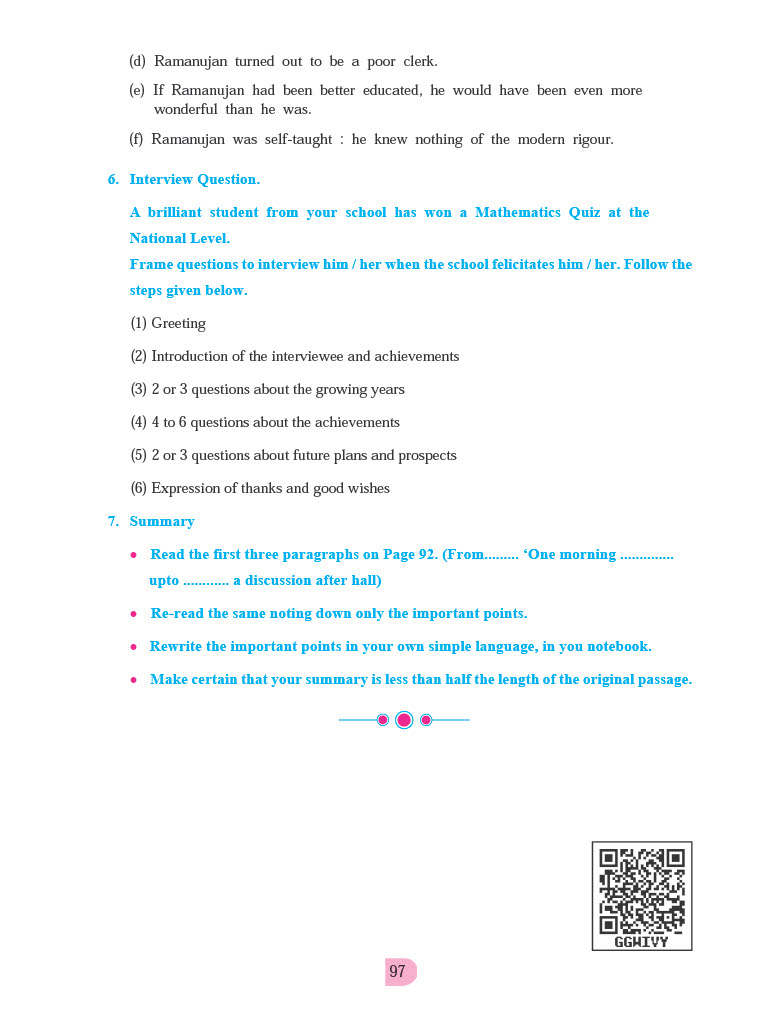 (d) Ramanujan turned out to be a poor clerk.
(e) If Ramanujan had been better educated, he would have been even more
wonderful than he was.
(f) Ramanujan was self-taught : he knew nothing of the modern rigour.
6. Interview Question.
A brilliant student from your school has won a Mathematics Quiz at the
National Level.
Frame questions to interview him / her when the school felicitates him / her. Follow the
steps given below.
(1) Greeting
(2) Introduction of the interviewee and achievements
(3) 2 or 3 questions about the growing years
(4) 4 to 6 questions about the achievements
(5) 2 or 3 questions about future plans and prospects
(6) Expression of thanks and good wishes
7. Summary
• Read the first three paragraphs on Page 92. (From......... ‘One morning ..............
upto ............ a discussion after hall)
• Re-read the same noting down only the important points.
• Rewrite the important points in your own simple language, in you notebook.
• Make certain that your summary is less than half the length of the original passage.
GGWIVY
97